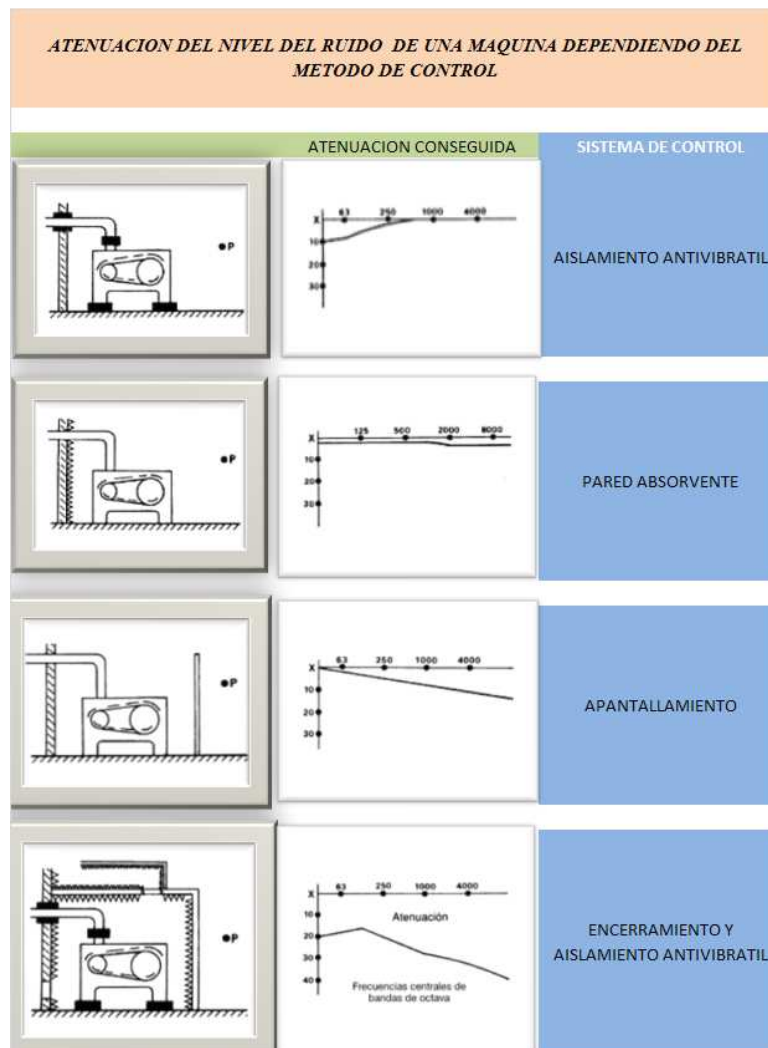 ATENUACION DEL NIVEL DEL RUIDO DE UNA MAQUINA DEPENDIENDO DEL
METODO DE CONTROL
ATENUACION CONSEGUIDA
SISTEMA DE CONTROL
P
X 63 250 1000 4000
10
20
30
AISLAMIENTO ANTIVIBRATIL
P
X 125 500 2000 8000
10
20
30
PARED ABSORVENTE
P
X 63 250 1000 4000
10
20
30
APANTALLAMIENTO
P
X 63 250 1000 4000
10
Atenuación
20
30
40
Frecuencias centrales de
bandas de octava
ENCERRAMIENTO Y
AISLAMIENTO ANTIVIBRATIL